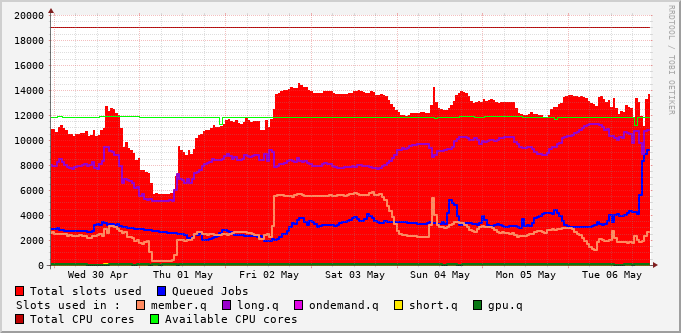 RRDTOOL / TOBI OETIKER
20000
18000
16000
14000
12000
10000
8000
6000
4000
2000
0
Wed 30 Apr Thu 01 May Fri 02 May Sat 03 May Sun 04 May Mon 05 May Tue 06 May
Total slots used Queued Jobs
Slots used in : member.q long.q ondemand.q short.q gpu.q
Total CPU cores Available CPU cores